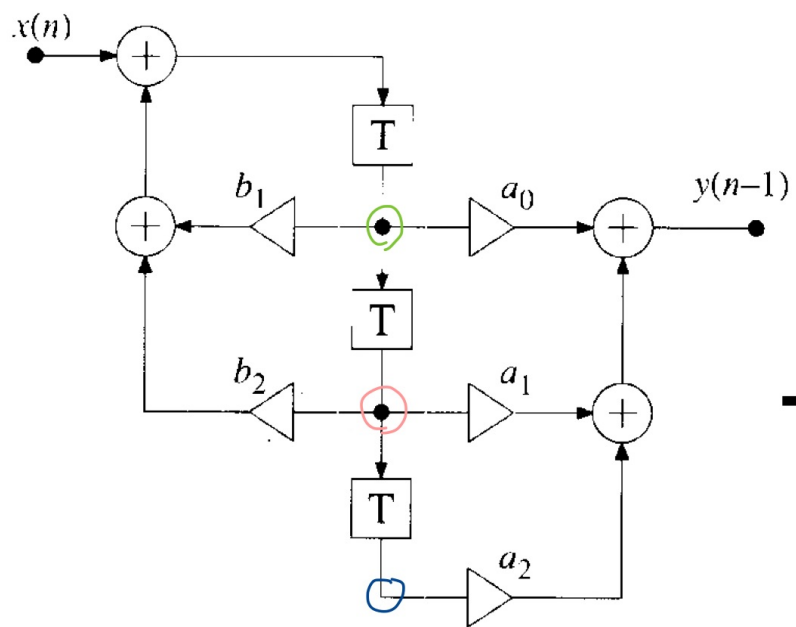 x(n)
T
b₁
a₀
y(n–1)
T
b₂
a₁
T
a₂